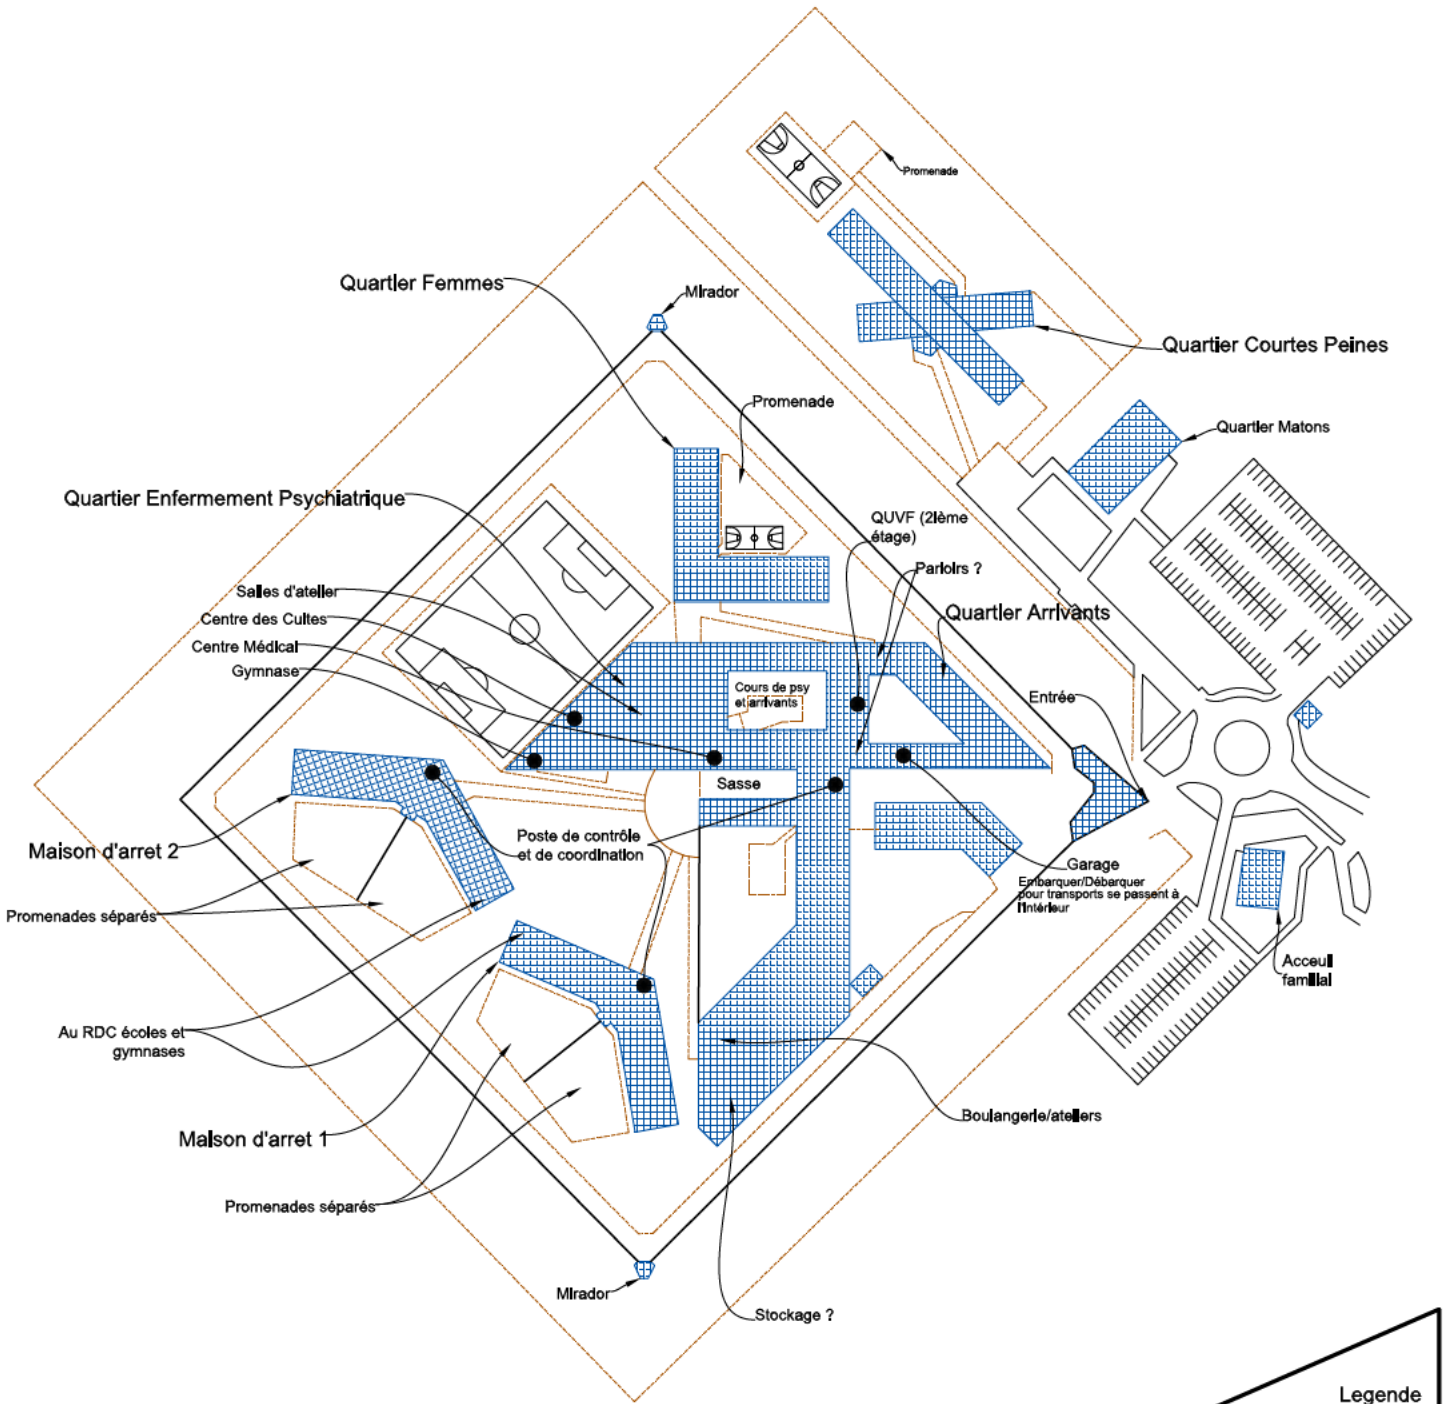 Promenade
Quartier Femmes
Mirador
Quartier Courtes Peines
Promenade
Quartier Matons
Quartier Enfermement Psychiatrique
QUVF (2ième
étage)
Parloirs ?
Salles d'atelier
Quartier Arrivants
Centre des Cultes
Centre Médical
Gymnase
Cours de psy
et arrivants
Entrée
Sasse
Poste de contrôle
et de coordination
Maison d'arret 2
Garage
Embarquer/Débarquer
pour transports se passent à
l'intérieur
Promenades séparés
Acceuil
familial
Au RDC écoles et
gymnases
Boulangerie/ateliers
Maison d'arret 1
Promenades séparés
Mirador
Stockage ?
Legende